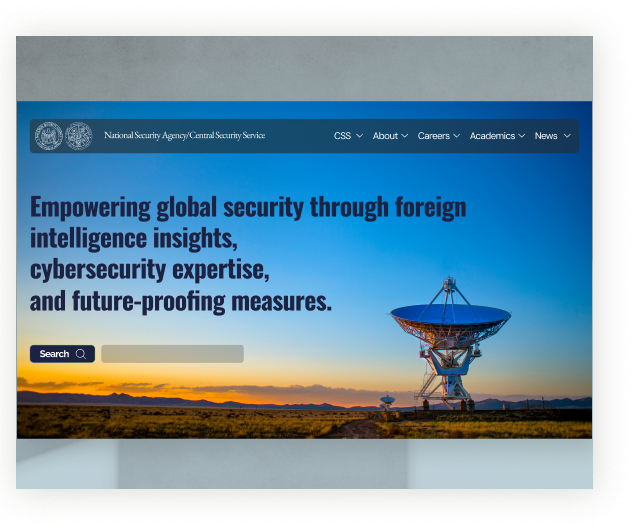 National Security Agency/Central Security Service
CSS
About
Careers
Academics
News
Empowering global security through foreign
intelligence insights,
cybersecurity expertise,
and future-proofing measures.
Search